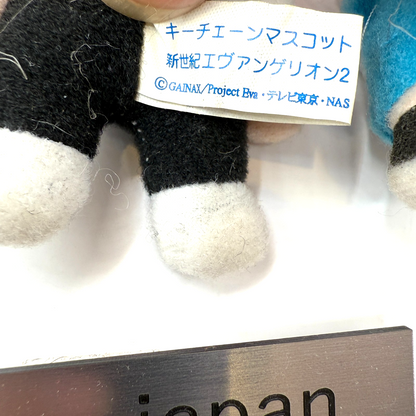 キーチェーンマスコット
新世紀エヴァンゲリオン2
©GAINAX/Project Eva・テレビ東京・NAS
japan